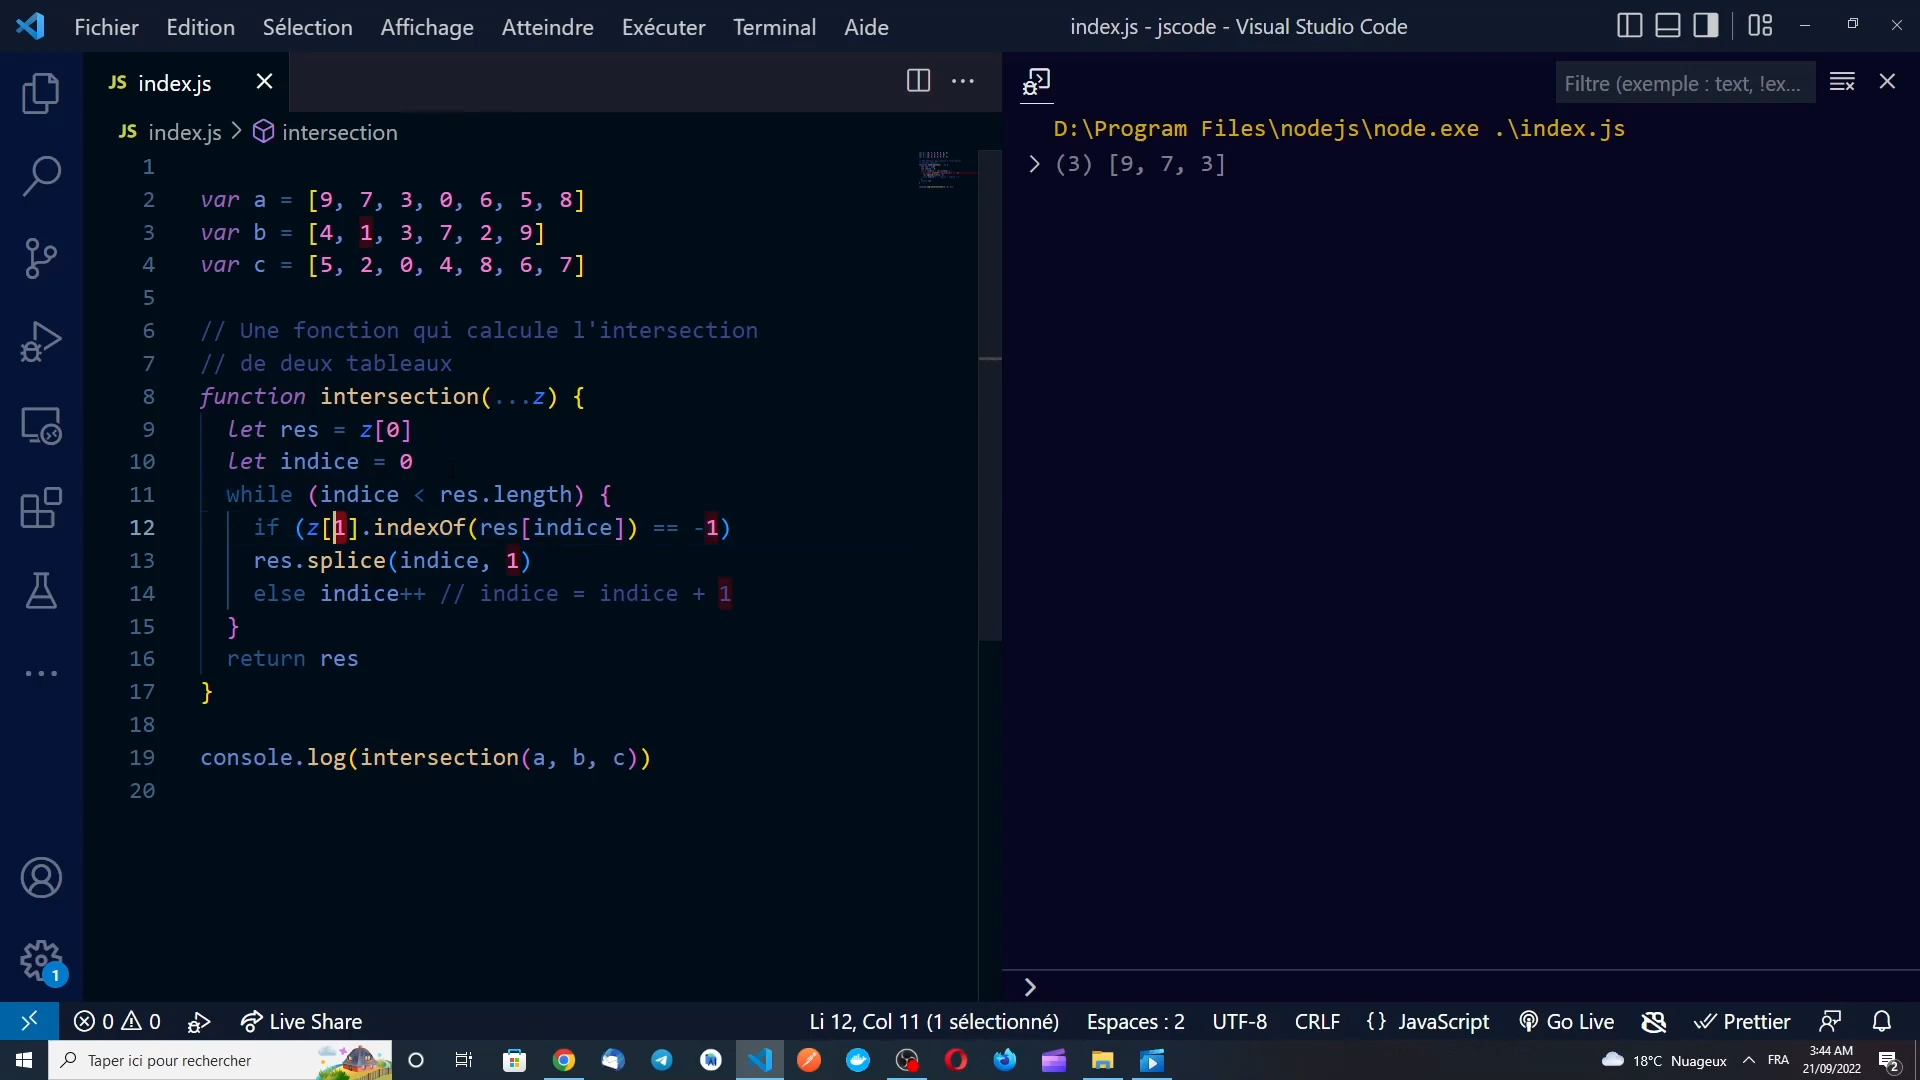 Fichier Edition Sélection Affichage Atteindre Exécuter Terminal Aide
index.js - jscode - Visual Studio Code
JS index.js
Filtre (exemple : text, !ex...
JS index.js > intersection
D:\Program Files\nodejs\node.exe .\index.js
> (3) [9, 7, 3]
1
2 var a = [9, 7, 3, 0, 6, 5, 8]
3 var b = [4, 1, 3, 7, 2, 9]
4 var c = [5, 2, 0, 4, 8, 6, 7]
5
6 // Une fonction qui calcule l'intersection
7 // de deux tableaux
8 function intersection(...z) {
9 let res = z[0]
10 let indice = 0
11 while (indice < res.length) {
12 if (z[1].indexOf(res[indice]) == -1)
13 res.splice(indice, 1)
14 else indice++ // indice = indice + 1
15 }
16 return res
17 }
18
19 console.log(intersection(a, b, c))
20
1
>
0 0 Live Share
Li 12, Col 11 (1 sélectionné) Espaces : 2 UTF-8 CRLF {} JavaScript Go Live Prettier
Taper ici pour rechercher
18°C Nuageux FRA 3:44 AM
21/09/2022
2